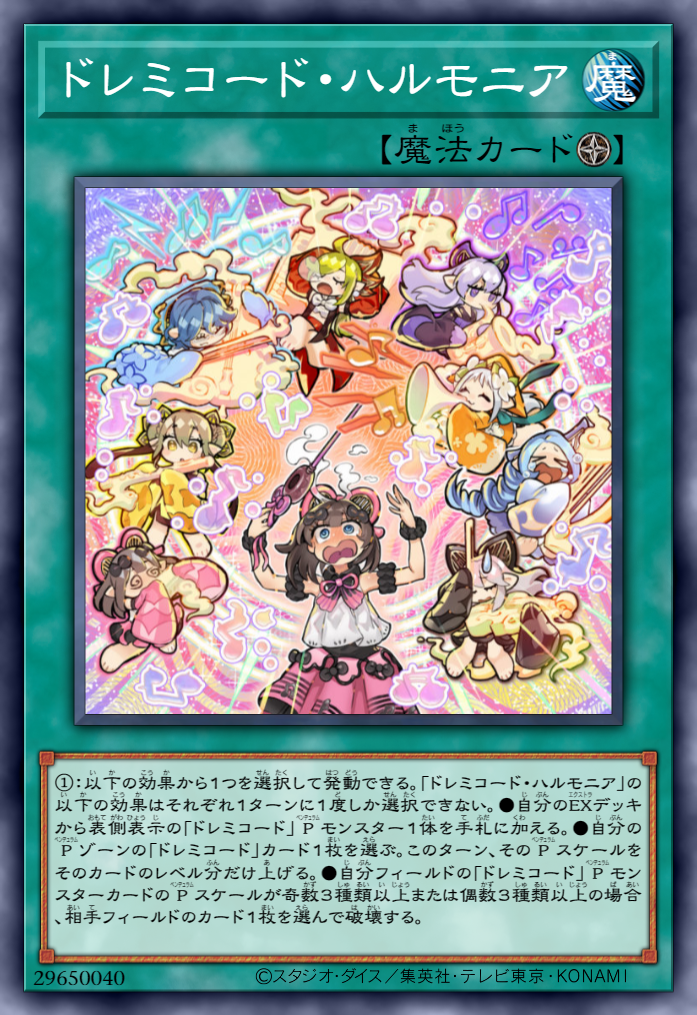 ドレミコード・ハルモニア 魔
【魔法カード】
①:以下の効果から1つを選択して発動できる。「ドレミコード・ハルモニア」の
以下の効果はそれぞれ1ターンに1度しか選択できない。●自分のEXデッキ
から表側表示の「ドレミコード」Pモンスター1体を手札に加える。●自分の
Pゾーンの「ドレミコード」カード1枚を選ぶ。このターン、そのPスケールを
そのカードのレベル分だけ上げる。●自分フィールドの「ドレミコード」Pモン
スターカードのPスケールが奇数3種類以上または偶数3種類以上の場合
、相手フィールドのカード1枚を選んで破壊する。
29650040 ©スタジオ・ダイス/集英社・テレビ東京・KONAMI